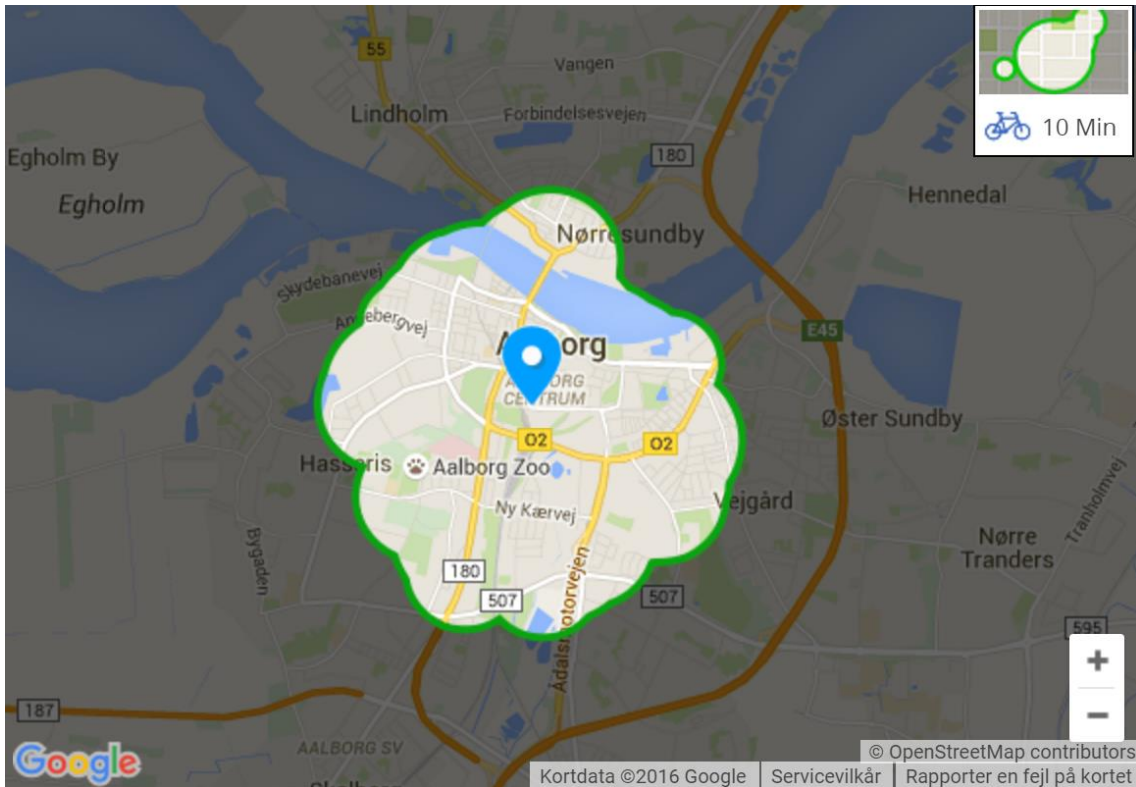 55
Vangen
Lindholm
Forbindelsesvejen
10 Min
Egholm By
180
Egholm
Hennedal
Nørresundby
Skydebanevej
Annebergvej
E45
AALBORG
CENTRUM
Øster Sundby
O2
O2
Hasseris
Aalborg Zoo
Vejgård
Ny Kærvej
Nørre
Tranders
Tranholmvej
Bygaden
180
507
507
595
187
AALBORG SV
Google
© OpenStreetMap contributors
Kortdata ©2016 Google
Servicevilkår
Rapporter en fejl på kortet